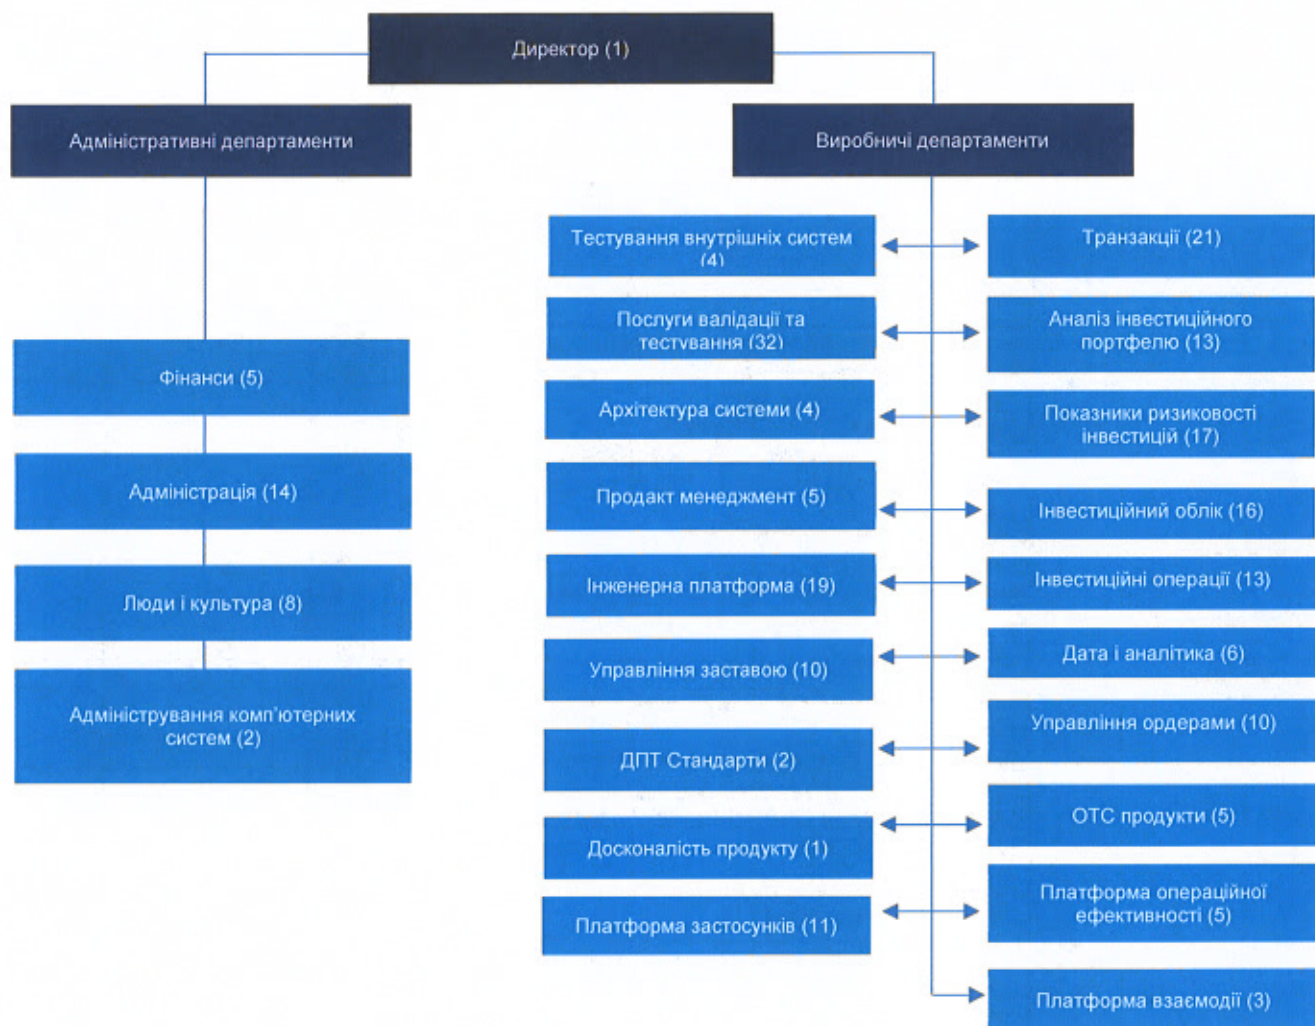 Директор (1)
Адміністративні департаменти
Виробничі департаменти
Фінанси (5)
Адміністрація (14)
Люди і культура (8)
Адміністрування комп’ютерних
систем (2)
Тестування внутрішніх систем
(4)
Послуги валідації та
тестування (32)
Архітектура системи (4)
Продакт менеджмент (5)
Інженерна платформа (19)
Управління заставою (10)
ДПТ Стандарти (2)
Досконалість продукту (1)
Платформа застосунків (11)
Транзакції (21)
Аналіз інвестиційного
портфелю (13)
Показники ризиковості
інвестицій (17)
Інвестиційний облік (16)
Інвестиційні операції (13)
Дата і аналітика (6)
Управління ордерами (10)
ОТС продукти (5)
Платформа операційної
ефективності (5)
Платформа взаємодії (3)